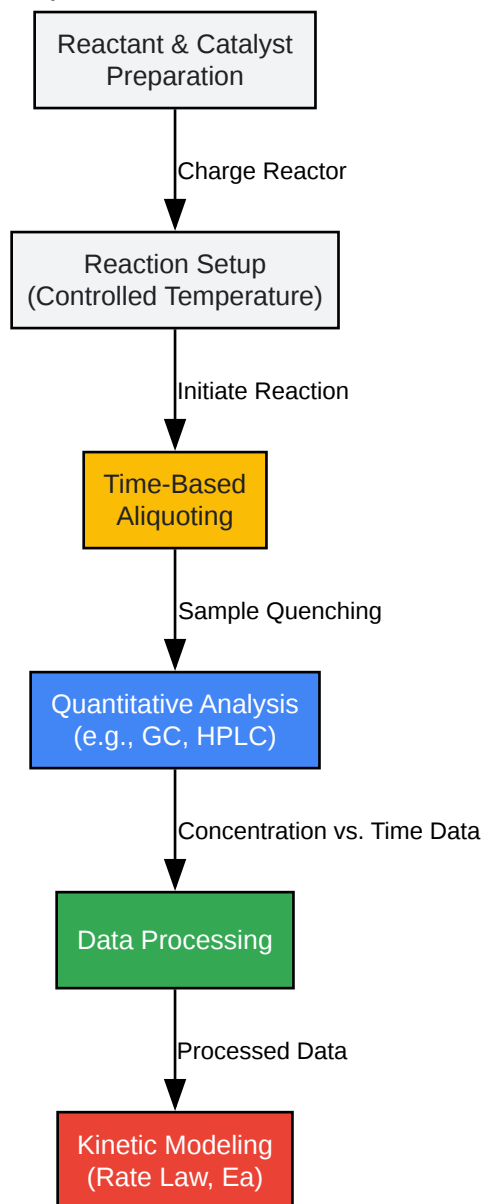 Reactant & Catalyst
Preparation
Charge Reactor
Reaction Setup
(Controlled Temperature)
Initiate Reaction
Time-Based
Aliquoting
Sample Quenching
Quantitative Analysis
(e.g., GC, HPLC)
Concentration vs. Time Data
Data Processing
Processed Data
Kinetic Modeling
(Rate Law, Ea)